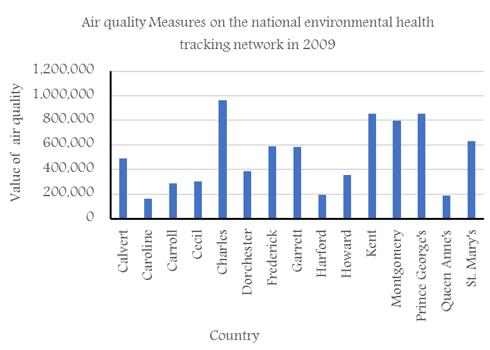 Air quality Measures on the national environmental health
tracking network in 2009
Value of air quality
1,200,000
1,000,000
800,000
600,000
400,000
200,000
0
Calvert
Caroline
Carroll
Cecil
Charles
Dorchester
Frederick
Garrett
Harford
Howard
Kent
Montgomery
Prince George's
Queen Anne's
St. Mary's
Country